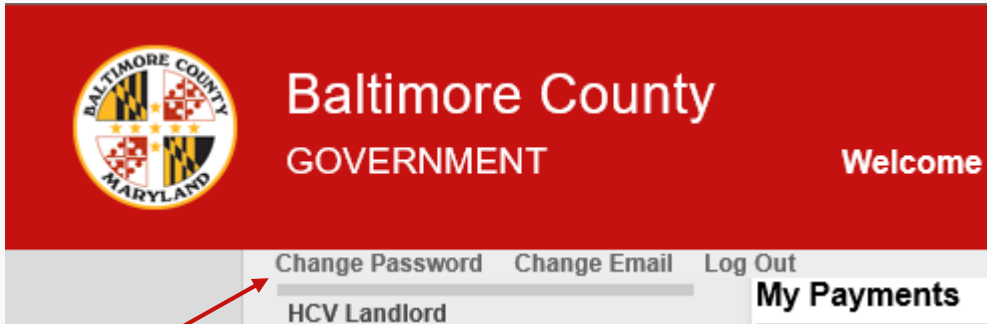 BALTIMORE COUNTY
MARYLAND
Baltimore County
GOVERNMENT
Welcome
Change Password Change Email Log Out
HCV Landlord
My Payments